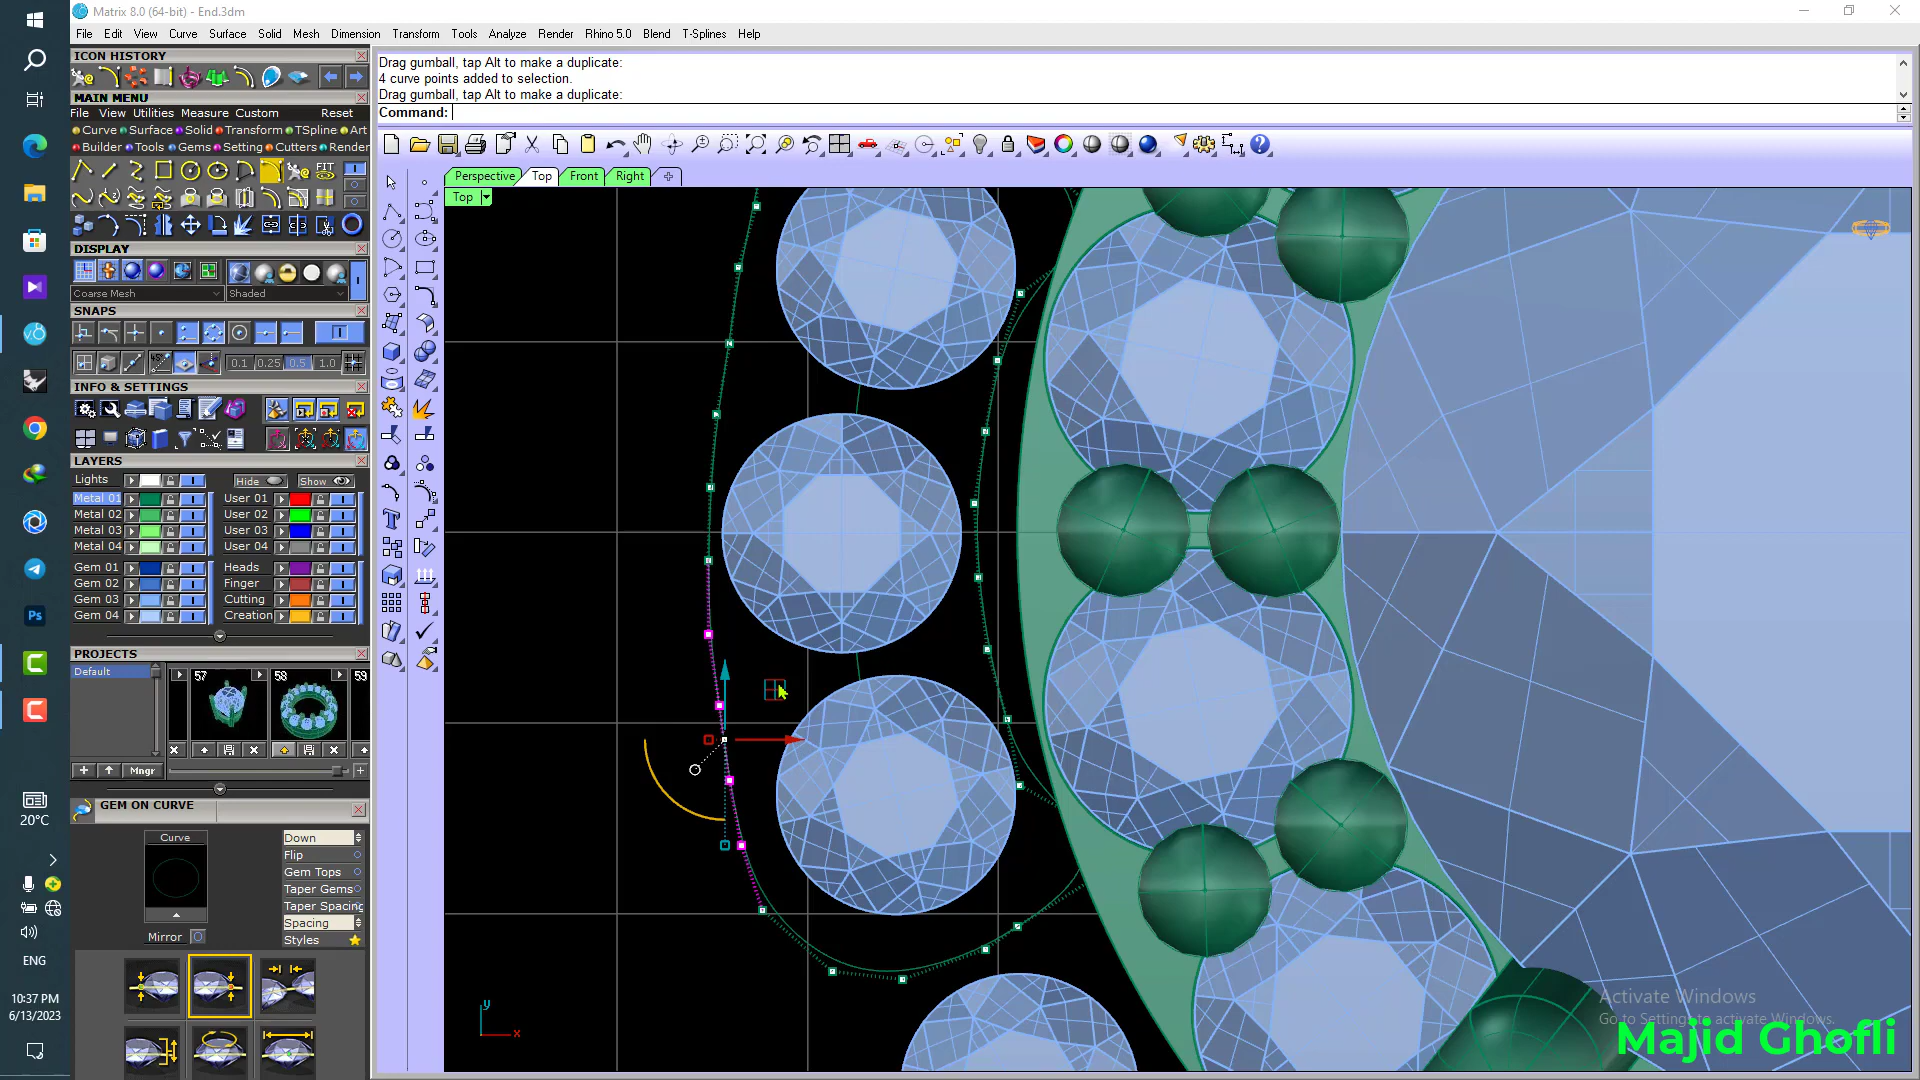 Matrix 8.0 (64-bit) - End.3dm
File Edit View Curve Surface Solid Mesh Dimension Transform Tools Analyze Render Rhino 5.0 Blend T-Splines Help
ICON HISTORY
MAIN MENU
File View Utilities Measure Custom Reset
Curve Surface Solid Transform TSpline Art
Builder Tools Gems Setting Cutters Render
FIT
DISPLAY
Coarse Mesh Shaded
SNAPS
0.1 0.25 0.5 1.0
INFO & SETTINGS
LAYERS
Lights Hide Show
Metal 01 User 01
Metal 02 User 02
Metal 03 User 03
Metal 04 User 04
Gem 01 Heads
Gem 02 Finger
Gem 03 Cutting
Gem 04 Creation
PROJECTS
Default
57 58 59
Mngr
GEM ON CURVE
Curve
Down
Flip
Gem Tops
Taper Gems
Taper Spacing
Spacing
Styles
Mirror
Drag gumball, tap Alt to make a duplicate:
4 curve points added to selection.
Drag gumball, tap Alt to make a duplicate:
Command:
Perspective Top Front Right
Top
y
x
20°C
ENG
10:37 PM
6/13/2023
Activate Windows
Go to Settings to activate Windows.
Majid Ghofli